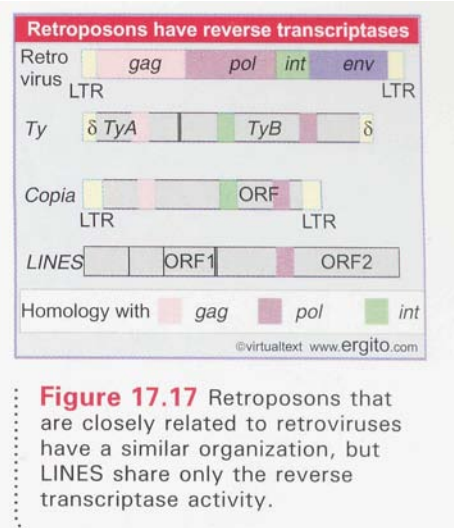 Retroposons have reverse transcriptases
Retro
virus
gag pol int env
LTR LTR
Ty δ TyA TyB δ
Copia ORF
LTR LTR
LINES ORF1 ORF2
Homology with gag pol int
©virtualtext www.ergito.com
Figure 17.17 Retroposons that
are closely related to retroviruses
have a similar organization, but
LINES share only the reverse
transcriptase activity.